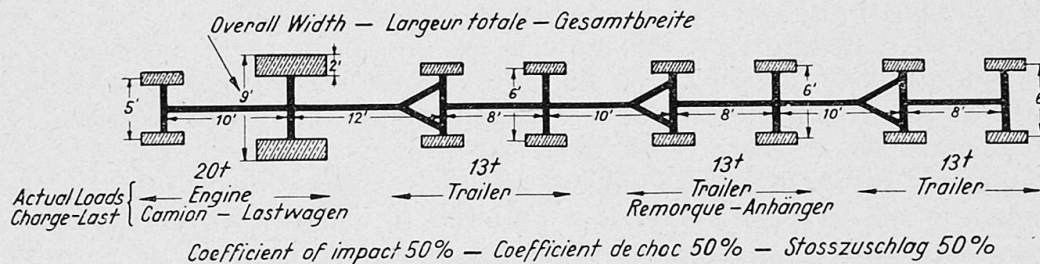 Overall Width – Largeur totale – Gesamtbreite
2'
9'
5'
6'
6'
6
10'
12'
8'
10'
8'
10'
8'
20t
13t
13t
13t
Actual Loads Engine Trailer Trailer Trailer
Charge-Last Camion – Lastwagen Remorque – Anhänger
Coefficient of impact 50% – Coefficient de choc 50% – Stosszuschlag 50%